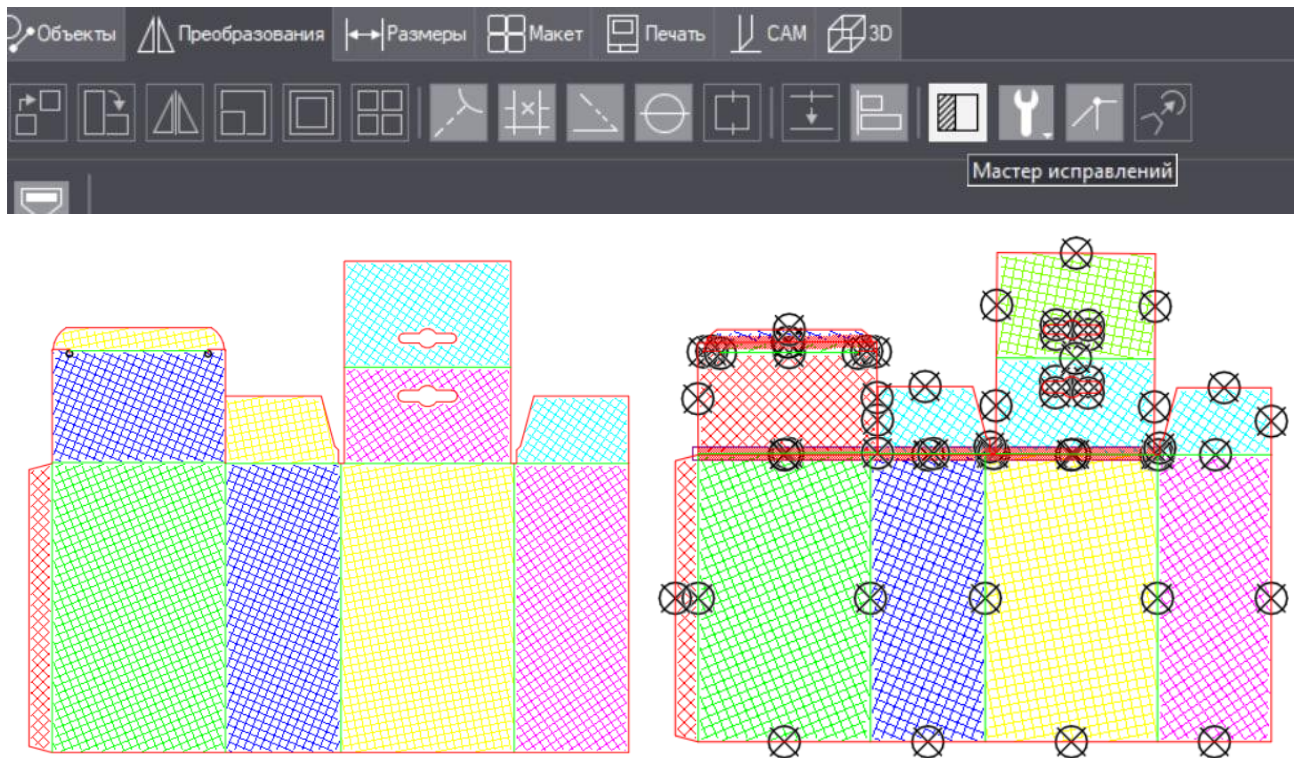 Объекты
Преобразования
Размеры
Макет
Печать
CAM
3D
Мастер исправлений